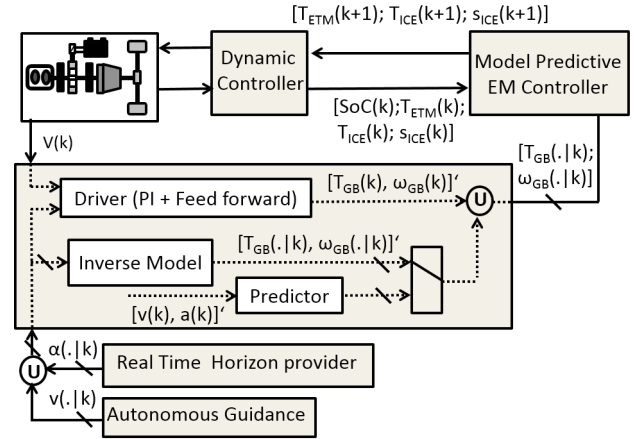 [T_ETM(k+1); T_ICE(k+1); s_ICE(k+1)]
Dynamic
Controller
Model Predictive
EM Controller
[SoC(k);T_ETM(k);
T_ICE(k); s_ICE(k)]
V(k)
[T_GB(.|k);
ω_GB(.|k)]
Driver (PI + Feed forward)
[T_GB(k), ω_GB(k)]‘
U
[T_GB(.|k), ω_GB(.|k)]‘
Inverse Model
Predictor
[v(k), a(k)]‘
α(.|k)
Real Time Horizon provider
U
v(.|k)
Autonomous Guidance